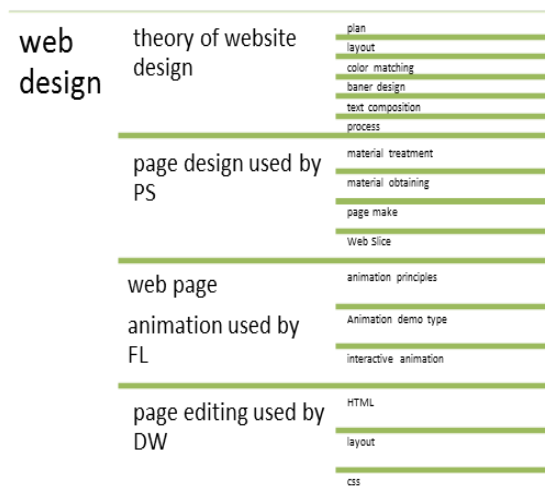 web
design
theory of website
design
plan
layout
color matching
baner design
text composition
process
page design used by
PS
material treatment
material obtaining
page make
Web Slice
web page
animation used by
FL
animation principles
Animation demo type
interactive animation
page editing used by
DW
HTML
layout
css